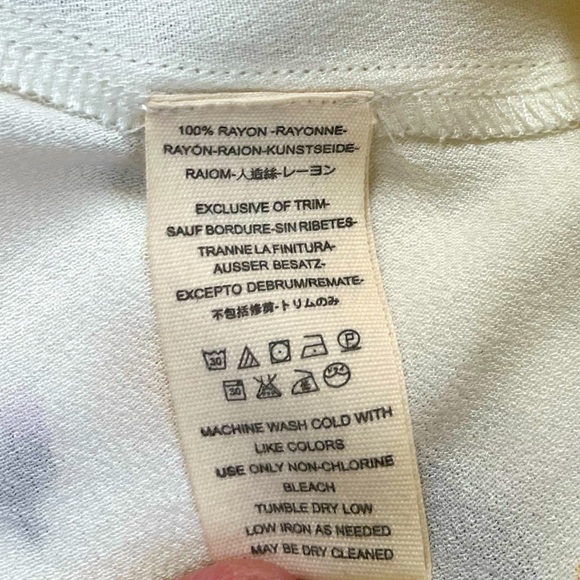 100% RAYON -RAYONNE-
RAYÓN-RAION-KUNSTSEIDE-
RAIOM-人造絲-レーヨン
EXCLUSIVE OF TRIM-
SAUF BORDURE-SIN RIBETES-
TRANNE LA FINITURA-
AUSSER BESATZ-
EXCEPTO DEBRUM/REMATE-
不包括修剪-トリムのみ
30 P
30
MACHINE WASH COLD WITH
LIKE COLORS
USE ONLY NON-CHLORINE
BLEACH
TUMBLE DRY LOW
LOW IRON AS NEEDED
MAY BE DRY CLEANED